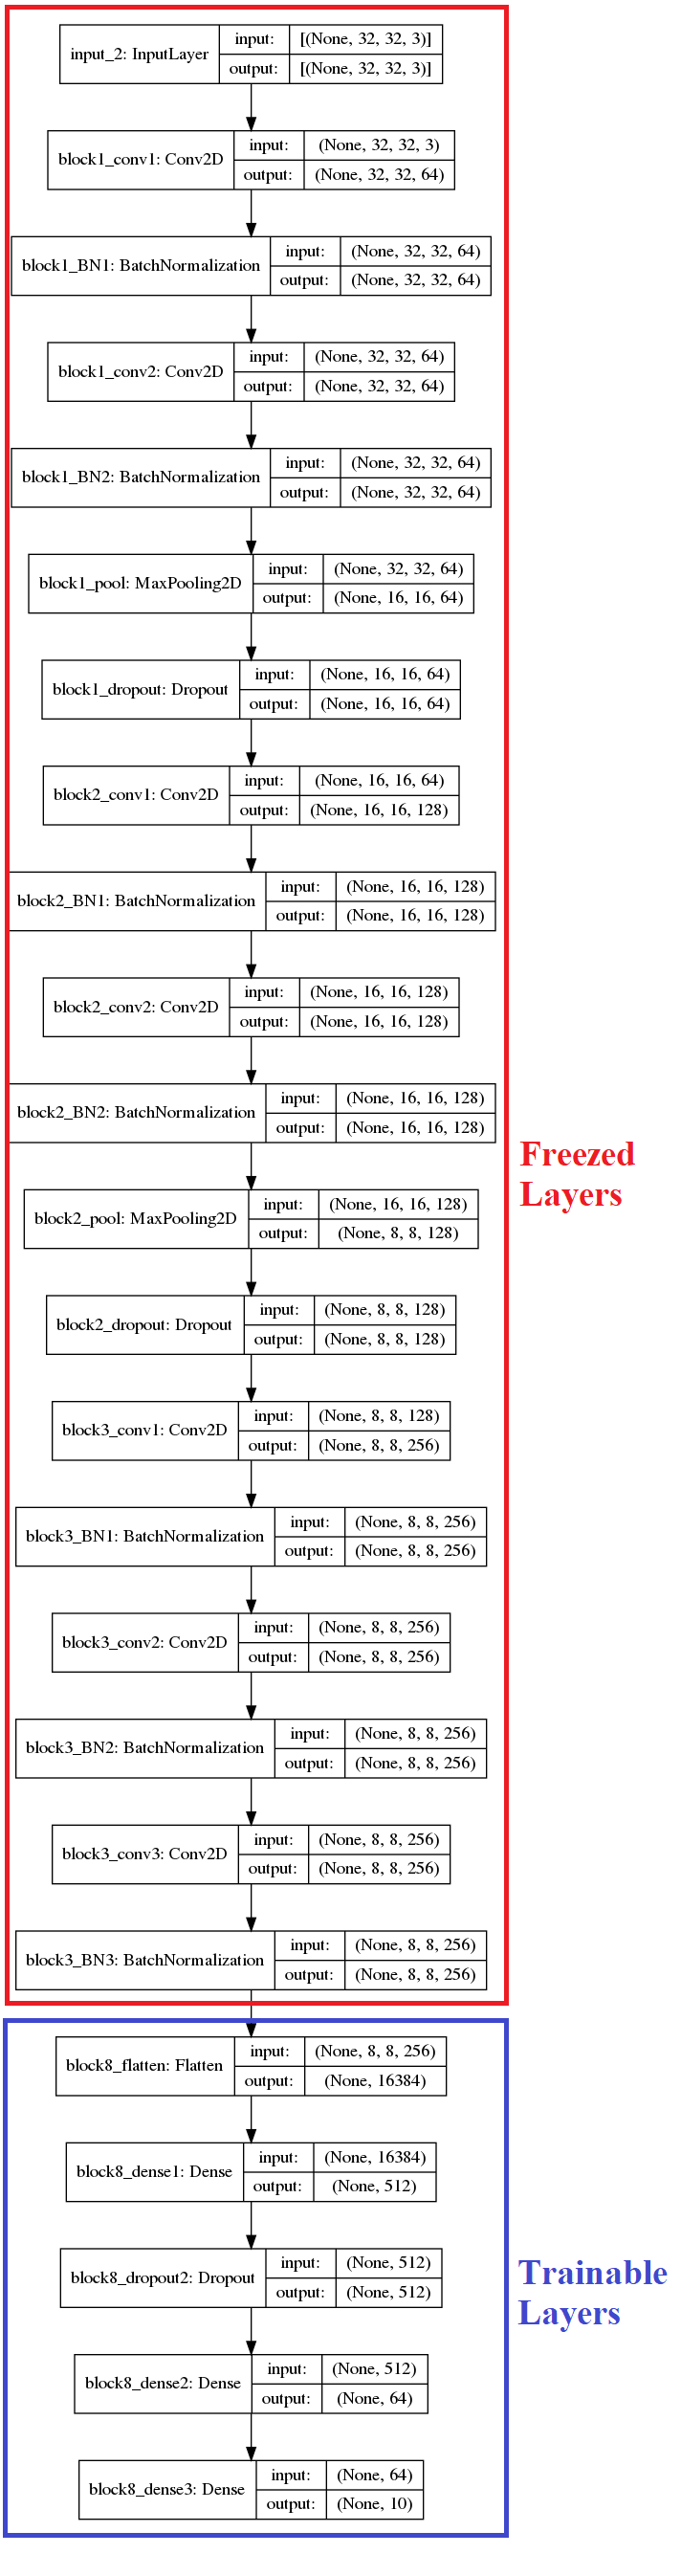 input_2: InputLayer
input: [(None, 32, 32, 3)]
output: [(None, 32, 32, 3)]
block1_conv1: Conv2D
input: (None, 32, 32, 3)
output: (None, 32, 32, 64)
block1_BN1: BatchNormalization
input: (None, 32, 32, 64)
output: (None, 32, 32, 64)
block1_conv2: Conv2D
input: (None, 32, 32, 64)
output: (None, 32, 32, 64)
block1_BN2: BatchNormalization
input: (None, 32, 32, 64)
output: (None, 32, 32, 64)
block1_pool: MaxPooling2D
input: (None, 32, 32, 64)
output: (None, 16, 16, 64)
block1_dropout: Dropout
input: (None, 16, 16, 64)
output: (None, 16, 16, 64)
block2_conv1: Conv2D
input: (None, 16, 16, 64)
output: (None, 16, 16, 128)
block2_BN1: BatchNormalization
input: (None, 16, 16, 128)
output: (None, 16, 16, 128)
block2_conv2: Conv2D
input: (None, 16, 16, 128)
output: (None, 16, 16, 128)
block2_BN2: BatchNormalization
input: (None, 16, 16, 128)
output: (None, 16, 16, 128)
Freezed
Layers
block2_pool: MaxPooling2D
input: (None, 16, 16, 128)
output: (None, 8, 8, 128)
block2_dropout: Dropout
input: (None, 8, 8, 128)
output: (None, 8, 8, 128)
block3_conv1: Conv2D
input: (None, 8, 8, 128)
output: (None, 8, 8, 256)
block3_BN1: BatchNormalization
input: (None, 8, 8, 256)
output: (None, 8, 8, 256)
block3_conv2: Conv2D
input: (None, 8, 8, 256)
output: (None, 8, 8, 256)
block3_BN2: BatchNormalization
input: (None, 8, 8, 256)
output: (None, 8, 8, 256)
block3_conv3: Conv2D
input: (None, 8, 8, 256)
output: (None, 8, 8, 256)
block3_BN3: BatchNormalization
input: (None, 8, 8, 256)
output: (None, 8, 8, 256)
block8_flatten: Flatten
input: (None, 8, 8, 256)
output: (None, 16384)
block8_dense1: Dense
input: (None, 16384)
output: (None, 512)
block8_dropout2: Dropout
input: (None, 512)
output: (None, 512)
Trainable
Layers
block8_dense2: Dense
input: (None, 512)
output: (None, 64)
block8_dense3: Dense
input: (None, 64)
output: (None, 10)